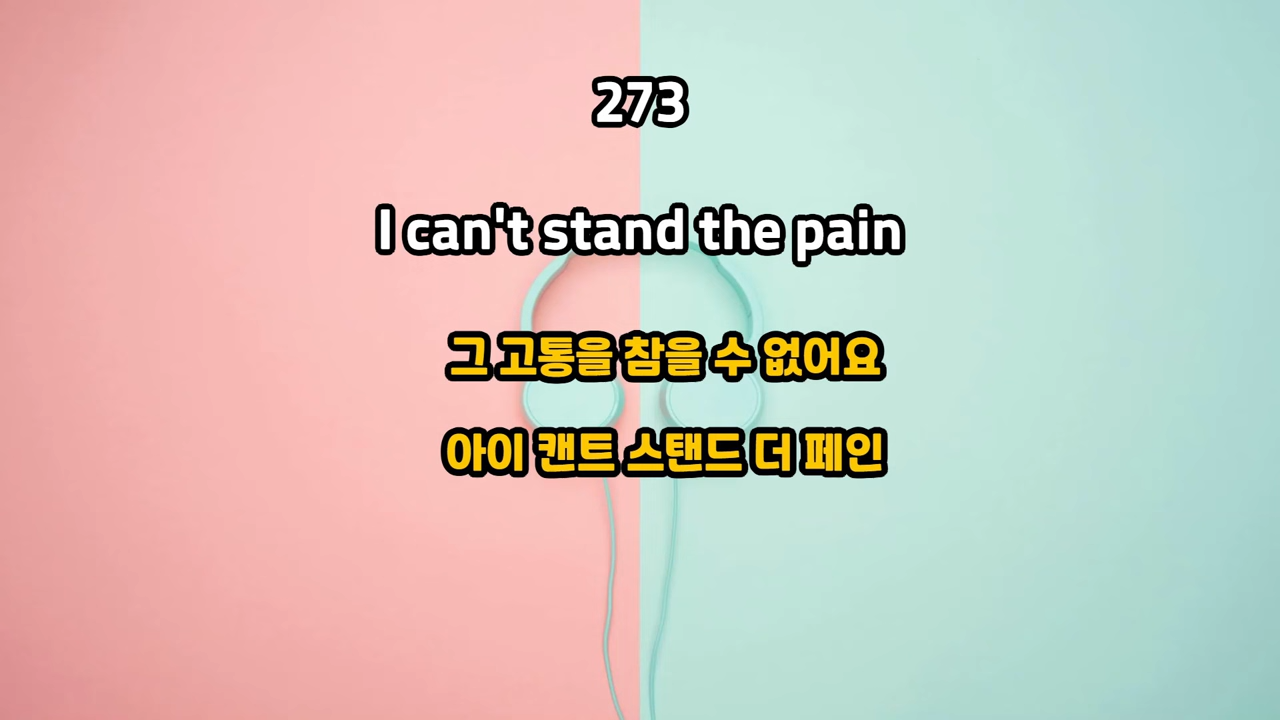 273
I can't stand the pain
그 고통을 참을 수 없어요
아이 캔트 스탠드 더 페인